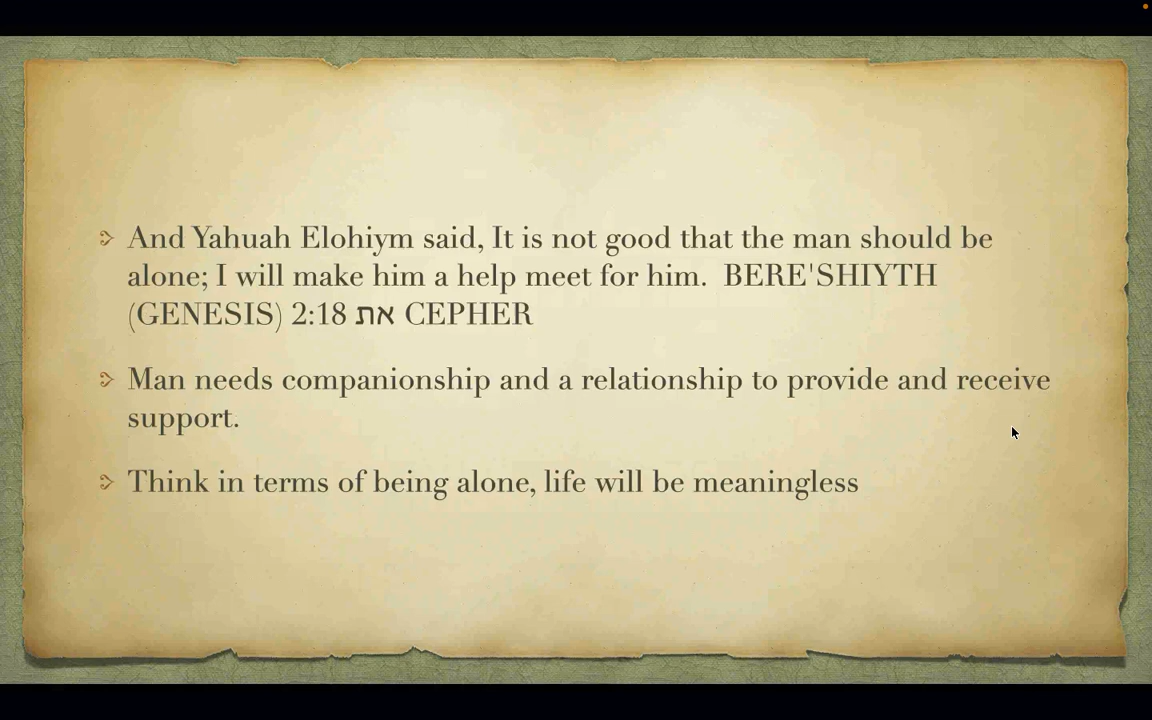 And Yahuah Elohiym said, It is not good that the man should be
alone; I will make him a help meet for him.  BERE'SHIYTH
(GENESIS) 2:18 את CEPHER
Man needs companionship and a relationship to provide and receive
support.
Think in terms of being alone, life will be meaningless